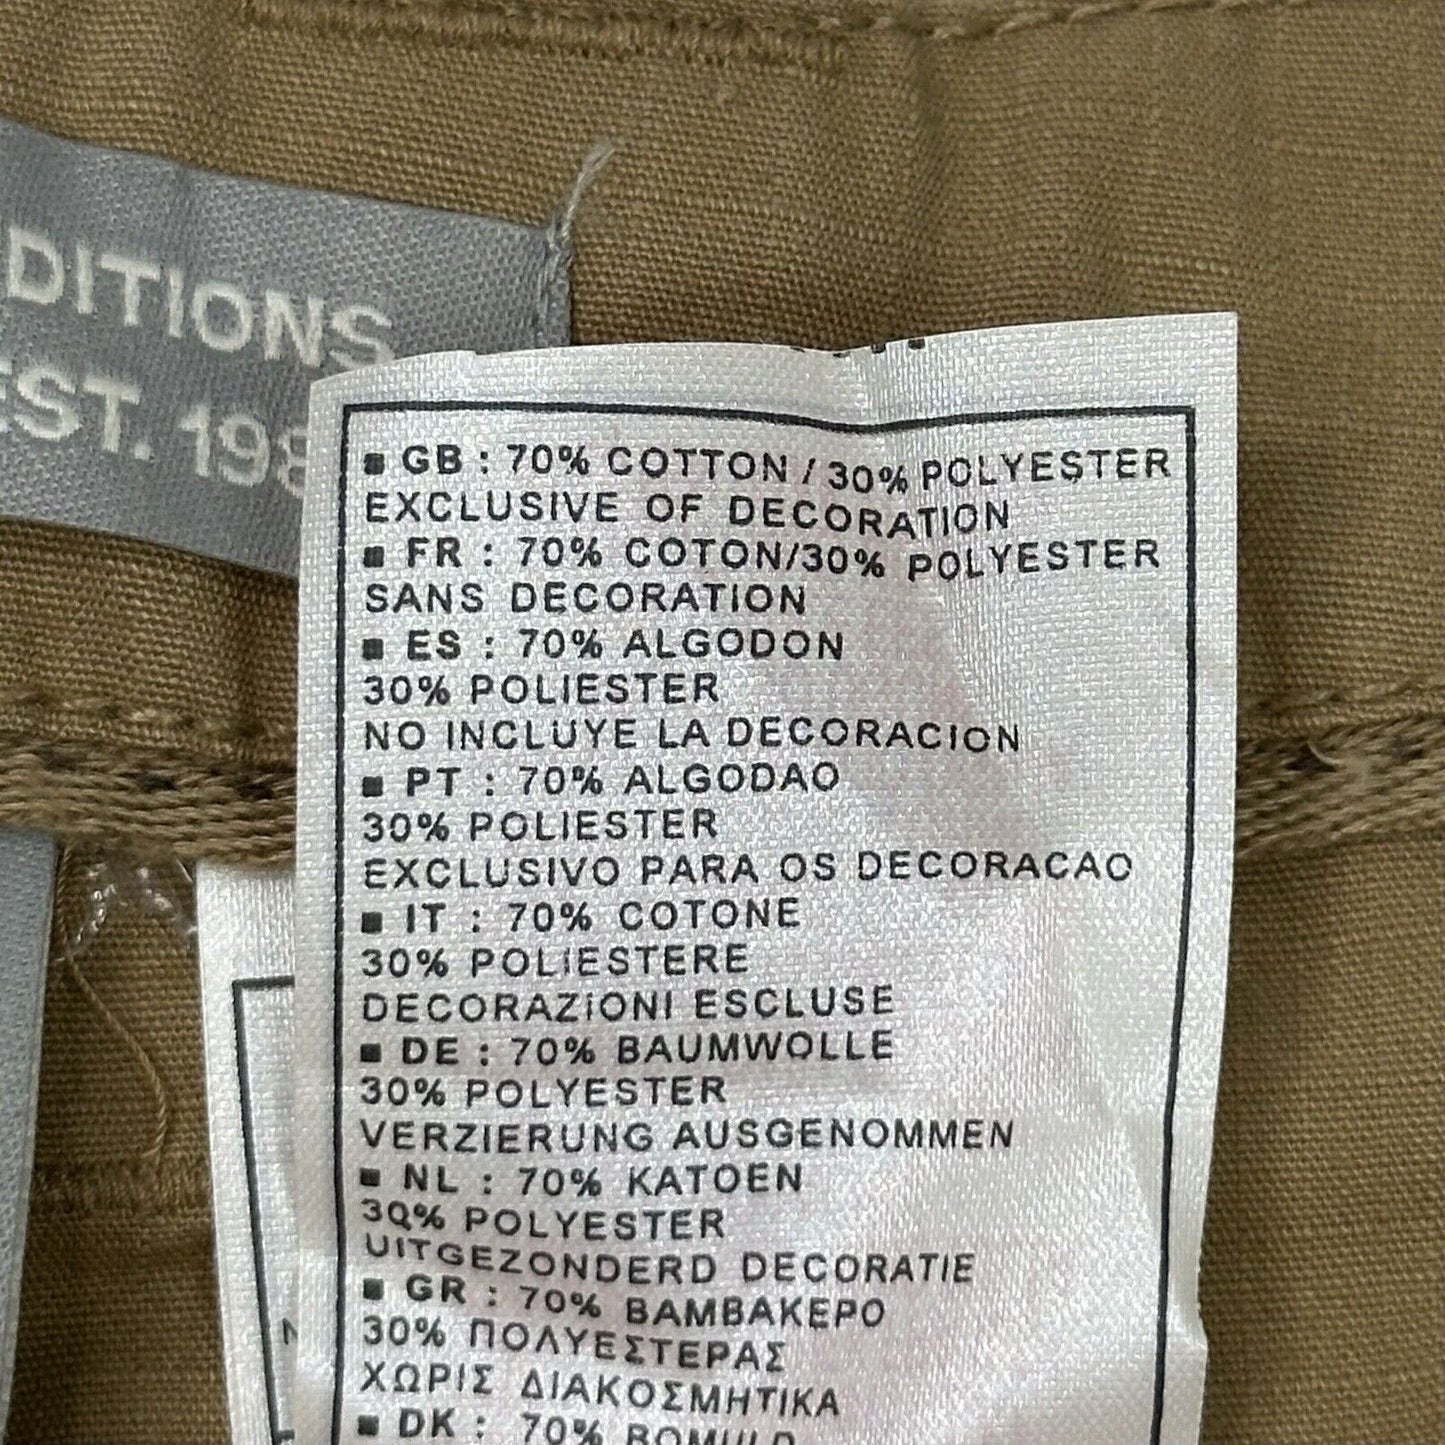 DITIONS
EST. 198
■ GB : 70% COTTON / 30% POLYESTER
EXCLUSIVE OF DECORATION
■ FR : 70% COTON/30% POLYESTER
SANS DECORATION
■ ES : 70% ALGODON
30% POLIESTER
NO INCLUYE LA DECORACION
■ PT : 70% ALGODAO
30% POLIESTER
EXCLUSIVO PARA OS DECORACAO
■ IT : 70% COTONE
30% POLIESTERE
DECORAZIONI ESCLUSE
■ DE : 70% BAUMWOLLE
30% POLYESTER
VERZIERUNG AUSGENOMMEN
■ NL : 70% KATOEN
30% POLYESTER
UITGEZONDERD DECORATIE
■ GR : 70% ΒΑΜΒΑΚΕΡΟ
30% ΠΟΛΥΕΣΤΕΡΑΣ
ΧΩΡΙΣ ΔΙΑΚΟΣΜΗΤΙΚΑ
■ DK : 70% BOMULD